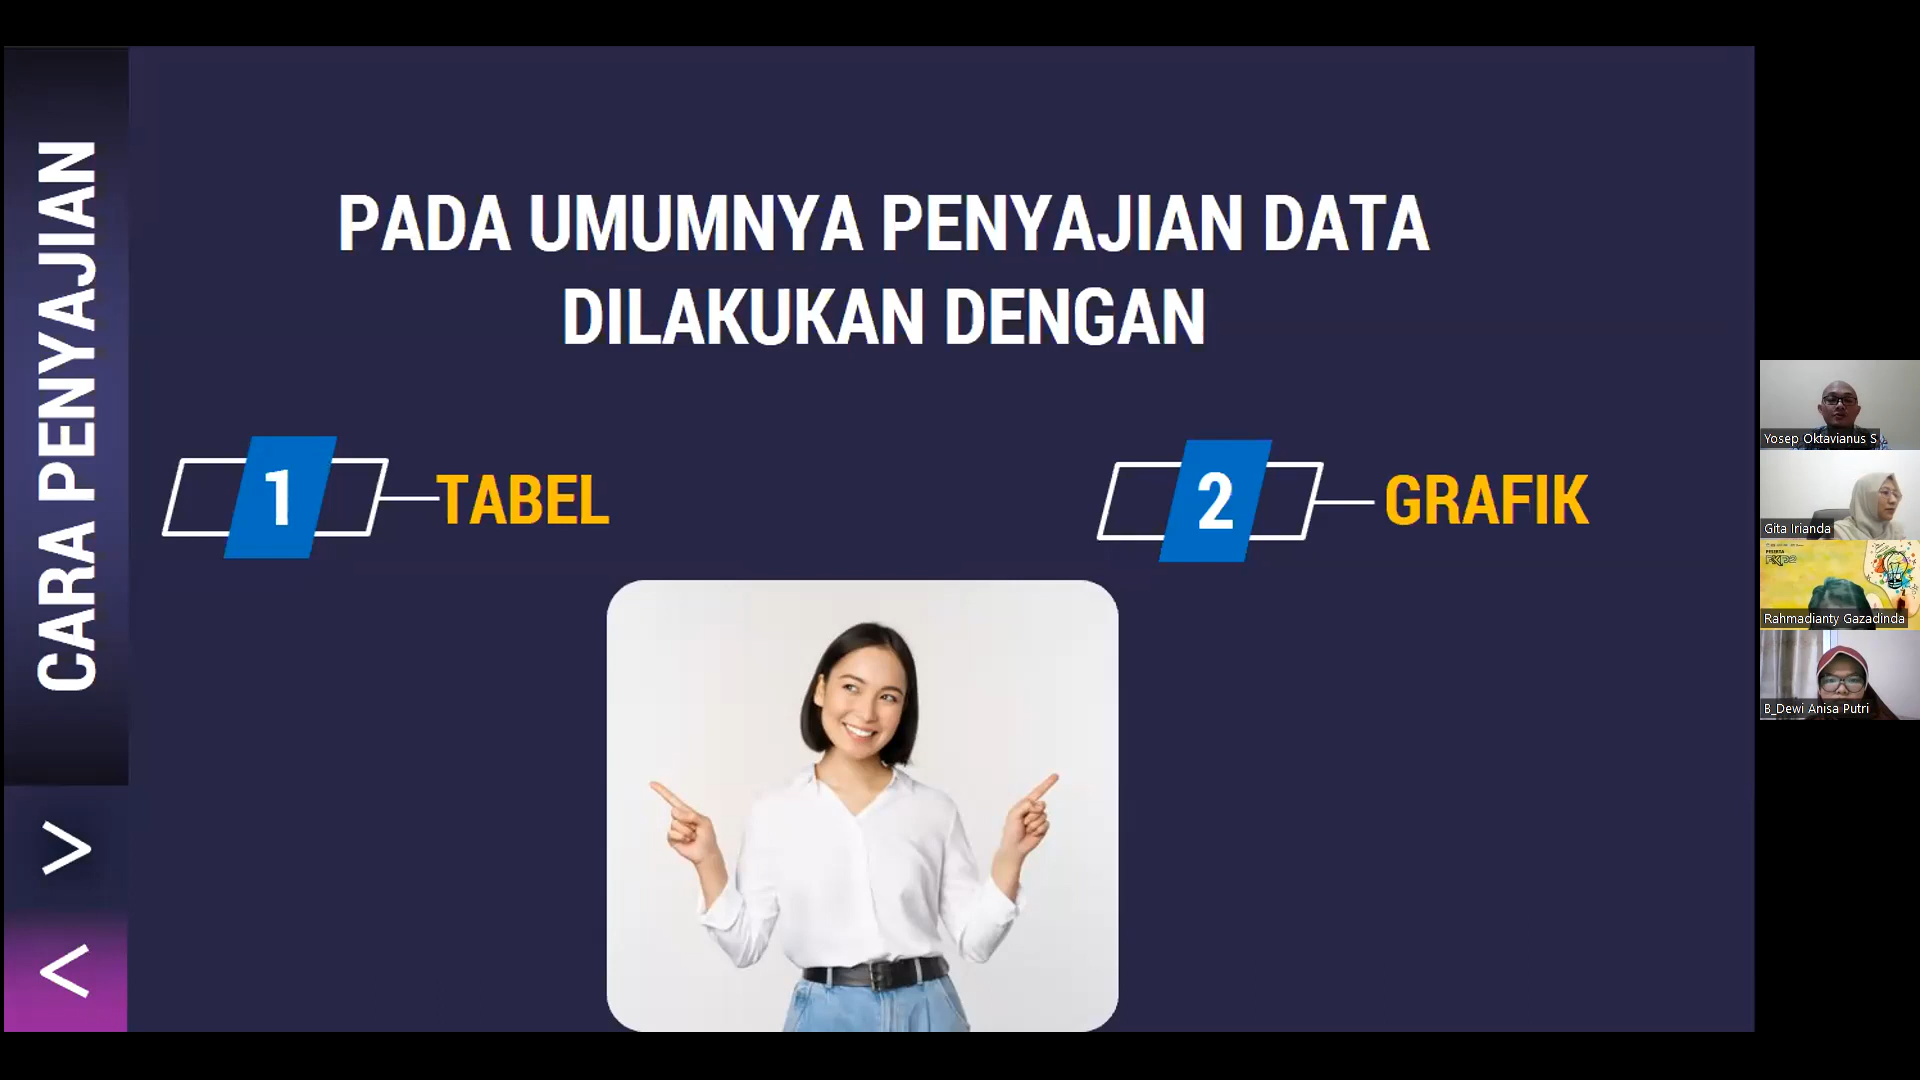 CARA PENYAJIAN
PADA UMUMNYA PENYAJIAN DATA
DILAKUKAN DENGAN
1
TABEL
2
GRAFIK
Yosep Oktavianus S
Gita Irianda
PESERTA
Rahmadianty Gazadinda
B_Dewi Anisa Putri